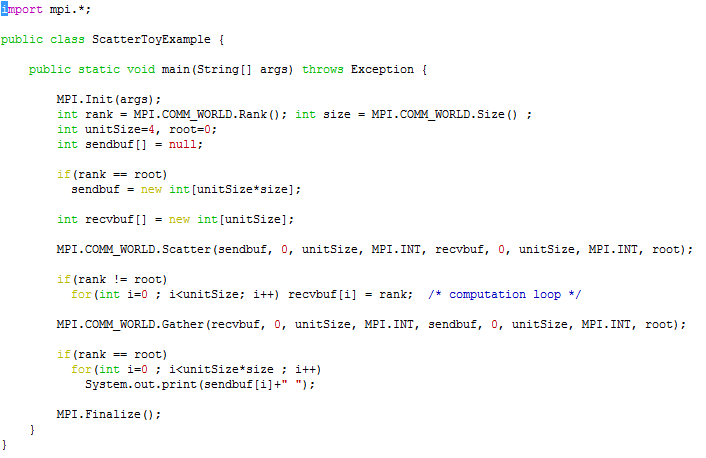 import mpi.*;
public class ScatterToyExample {
public static void main(String[] args) throws Exception {
MPI.Init(args);
int rank = MPI.COMM_WORLD.Rank(); int size = MPI.COMM_WORLD.Size() ;
int unitSize=4, root=0;
int sendbuf[] = null;
if(rank == root)
sendbuf = new int[unitSize*size];
int recvbuf[] = new int[unitSize];
MPI.COMM_WORLD.Scatter(sendbuf, 0, unitSize, MPI.INT, recvbuf, 0, unitSize, MPI.INT, root);
if(rank != root)
for(int i=0 ; i<unitSize; i++) recvbuf[i] = rank;  /* computation loop */
MPI.COMM_WORLD.Gather(recvbuf, 0, unitSize, MPI.INT, sendbuf, 0, unitSize, MPI.INT, root);
if(rank == root)
for(int i=0 ; i<unitSize*size ; i++)
System.out.print(sendbuf[i]+" ");
MPI.Finalize();
}
}